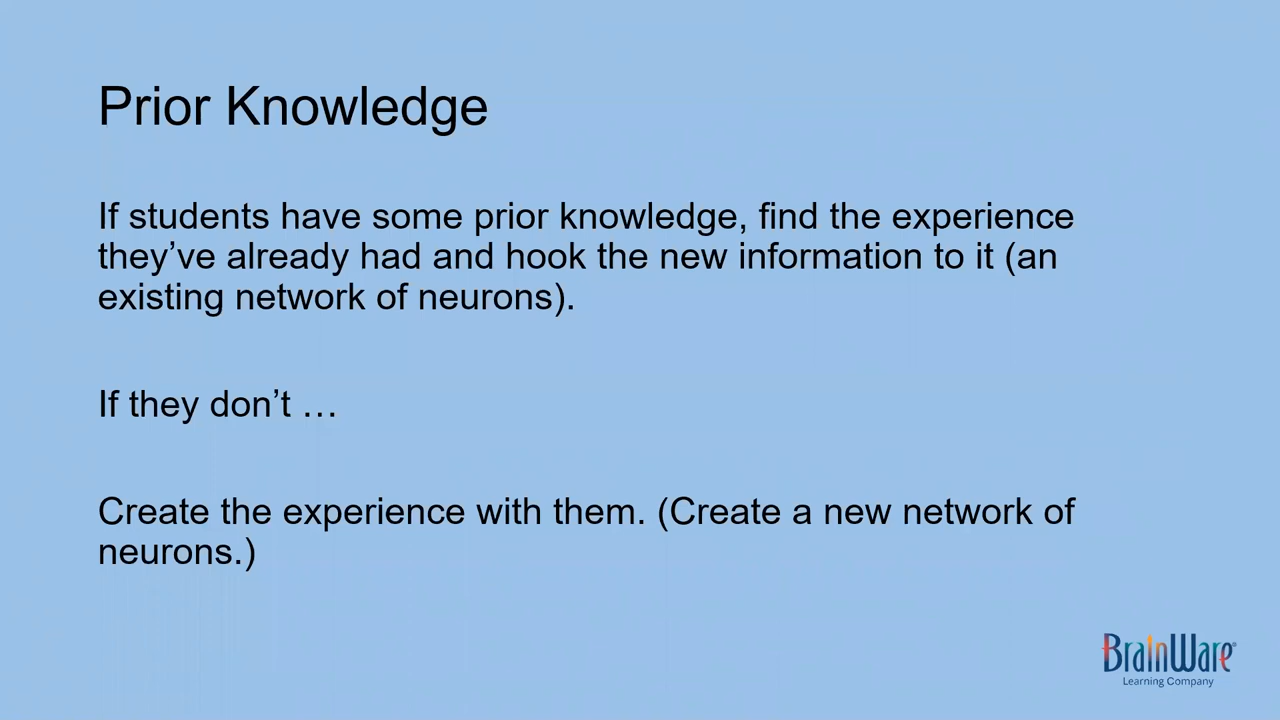 Prior Knowledge
If students have some prior knowledge, find the experience
they’ve already had and hook the new information to it (an
existing network of neurons).
If they don’t …
Create the experience with them. (Create a new network of
neurons.)
BrainWare®
Learning Company